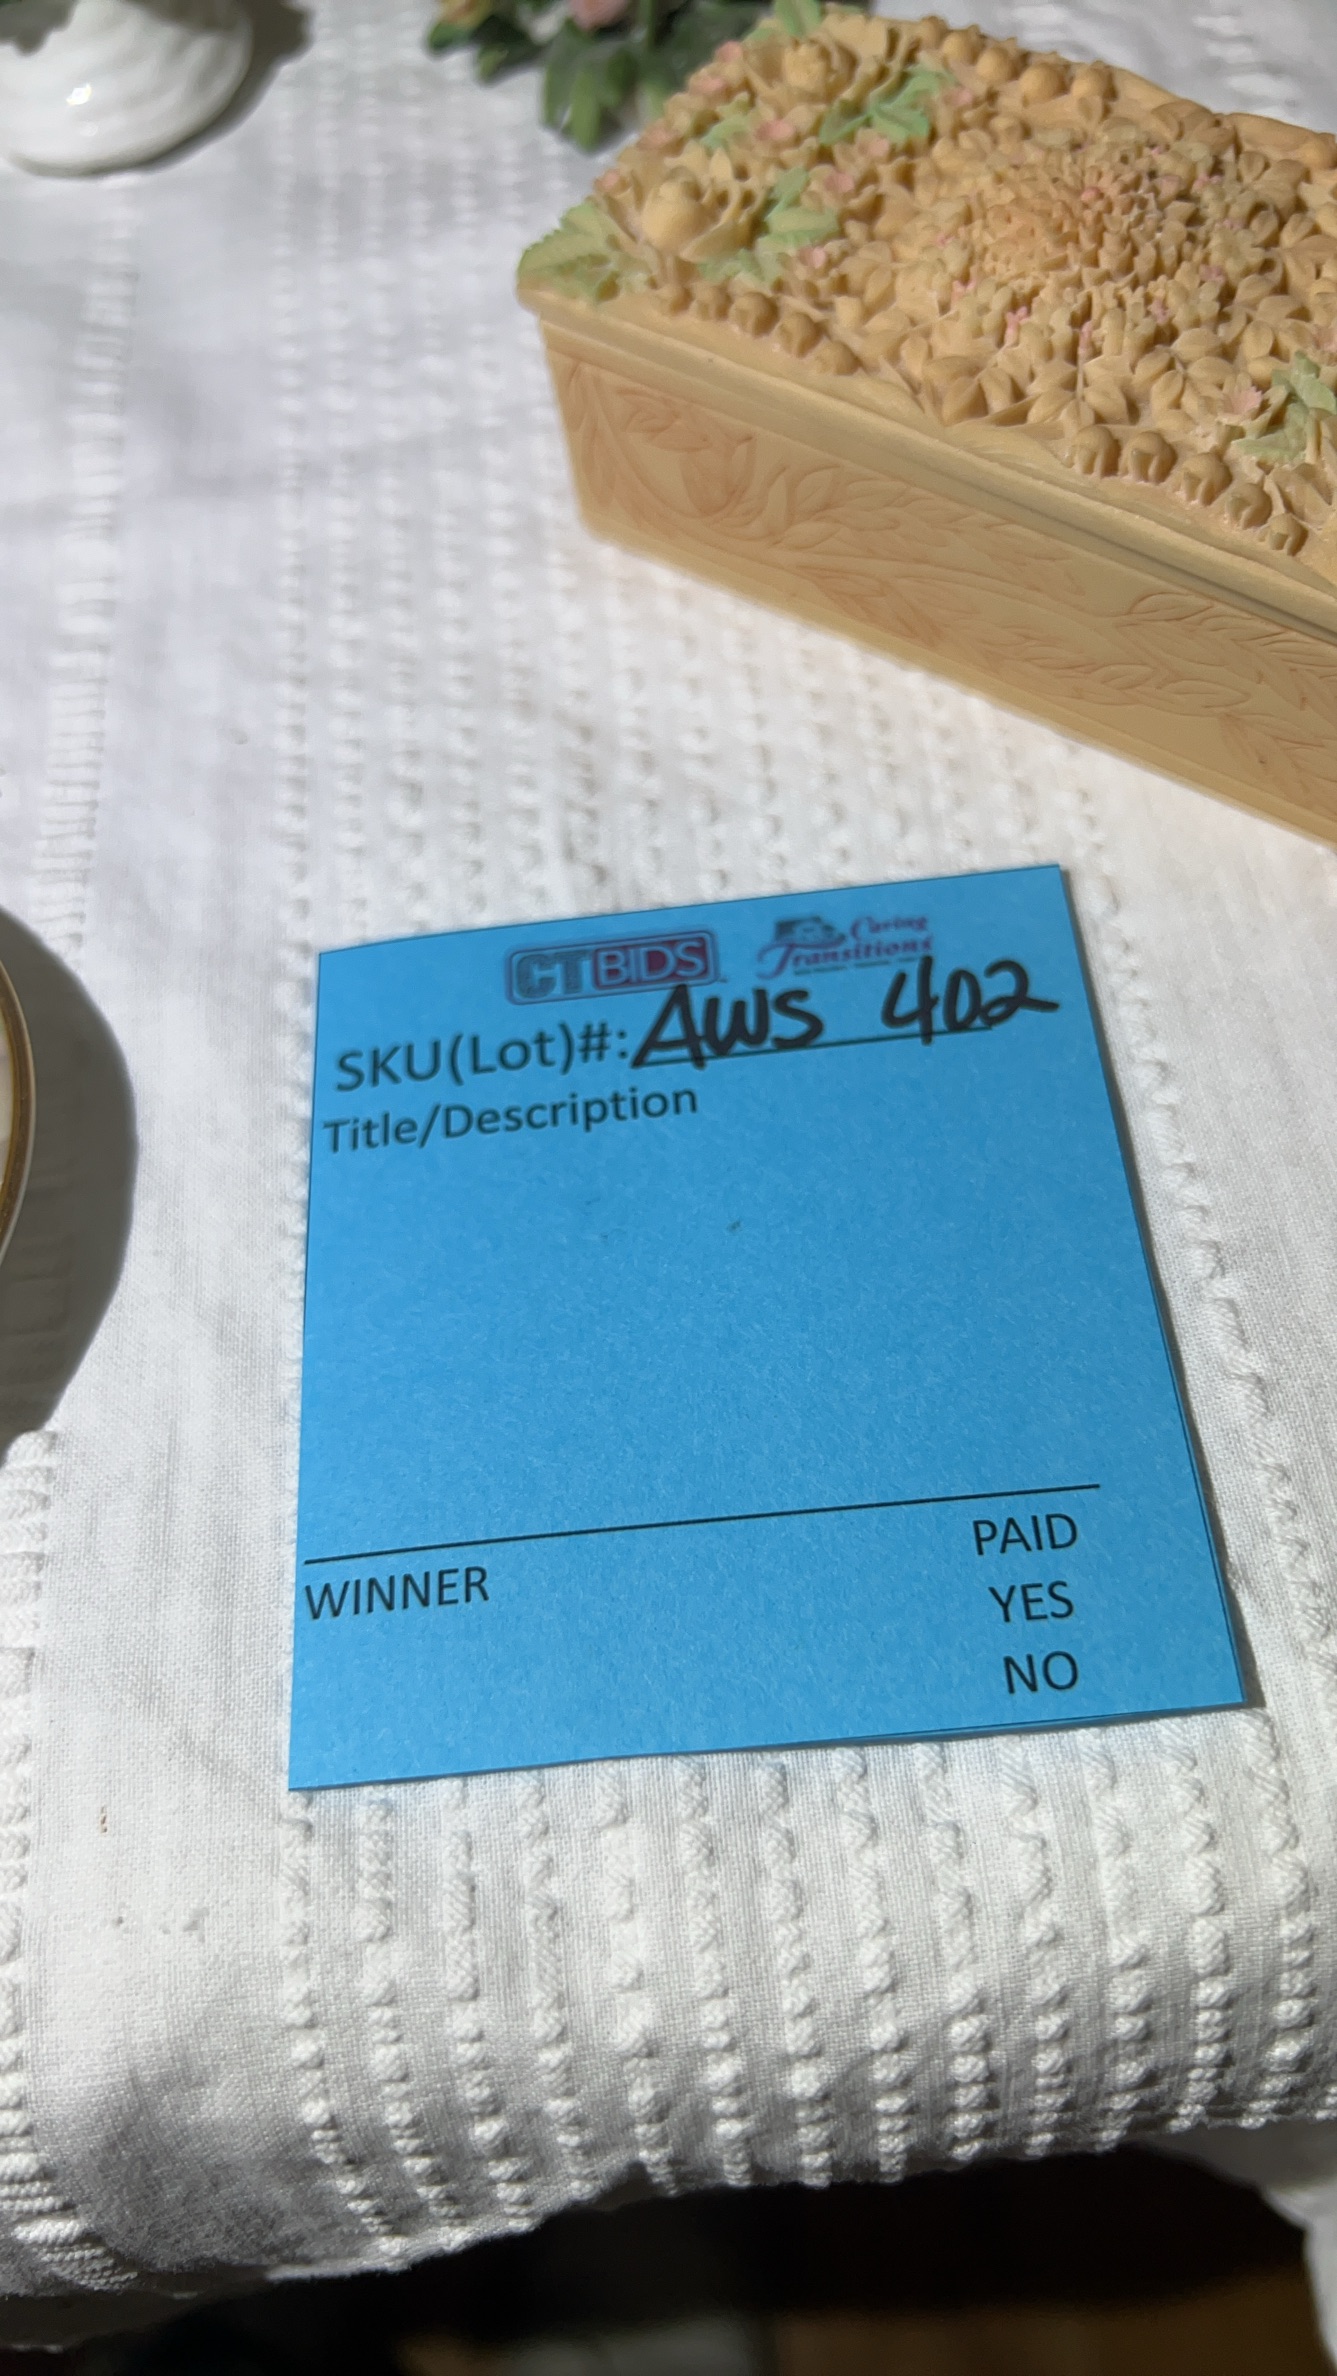 CTBIDS Caring Transitions
SKU(Lot)#: AWS 402
Title/Description
WINNER PAID
YES
NO